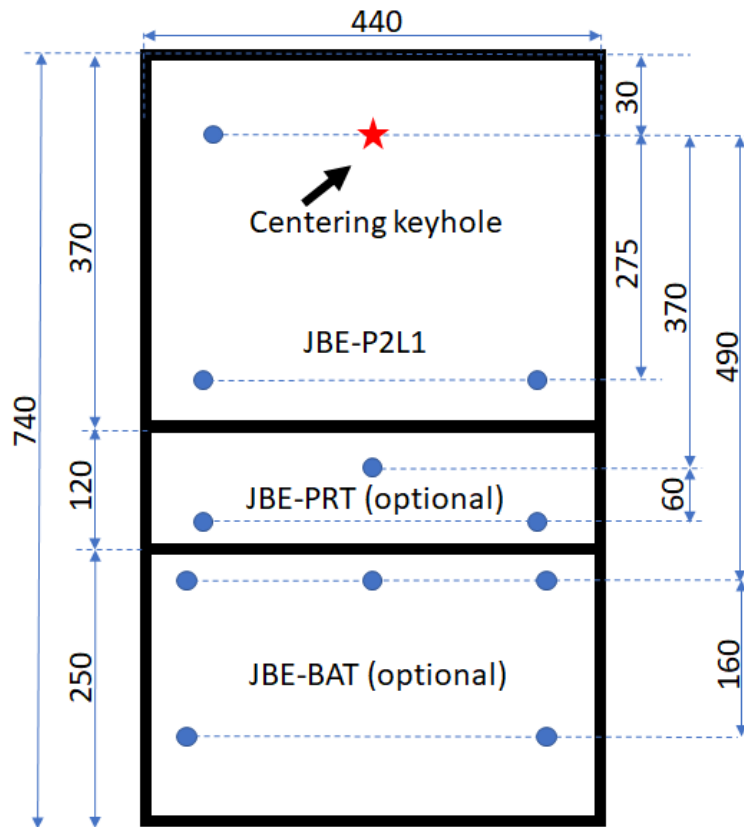 440
30
Centering keyhole
370
275
370
JBE-P2L1
490
740
120
JBE-PRT (optional)
60
250
JBE-BAT (optional)
160